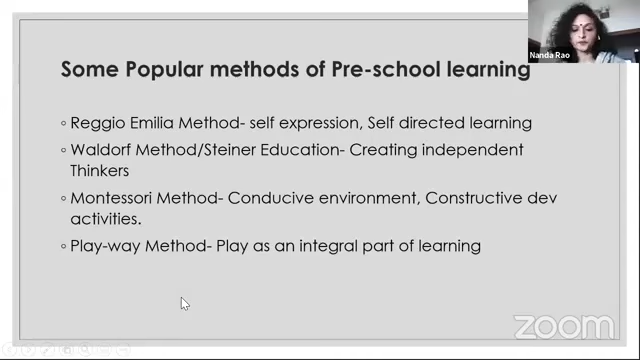 Nanda Rao
Some Popular methods of Pre-school learning
◦ Reggio Emilia Method- self expression, Self directed learning
◦ Waldorf Method/Steiner Education- Creating independent
Thinkers
◦ Montessori Method- Conducive environment, Constructive dev
activities.
◦ Play-way Method- Play as an integral part of learning
zoom